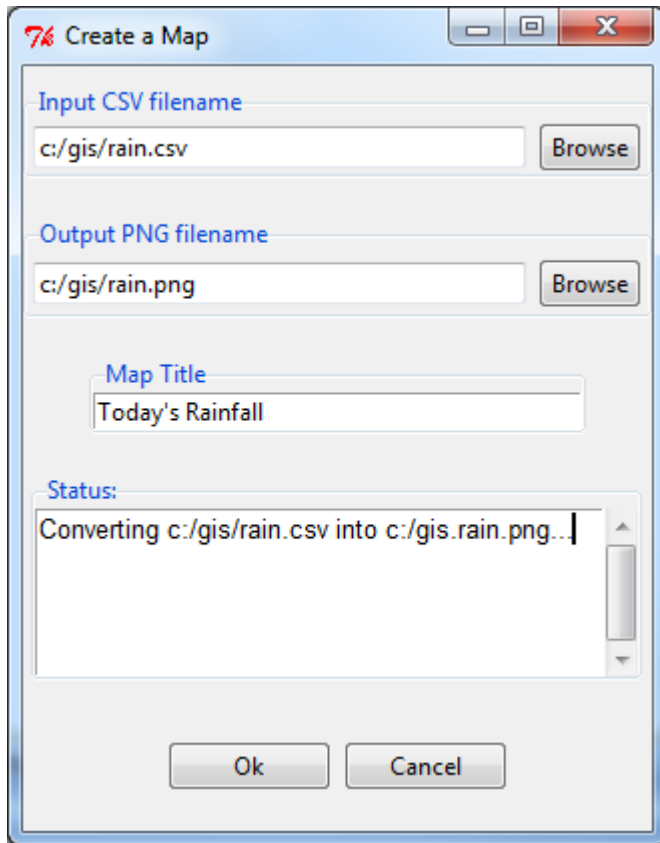 Create a Map
Input CSV filename
c:/gis/rain.csv
Browse
Output PNG filename
c:/gis/rain.png
Browse
Map Title
Today's Rainfall
Status:
Converting c:/gis/rain.csv into c:/gis.rain.png...
Ok
Cancel